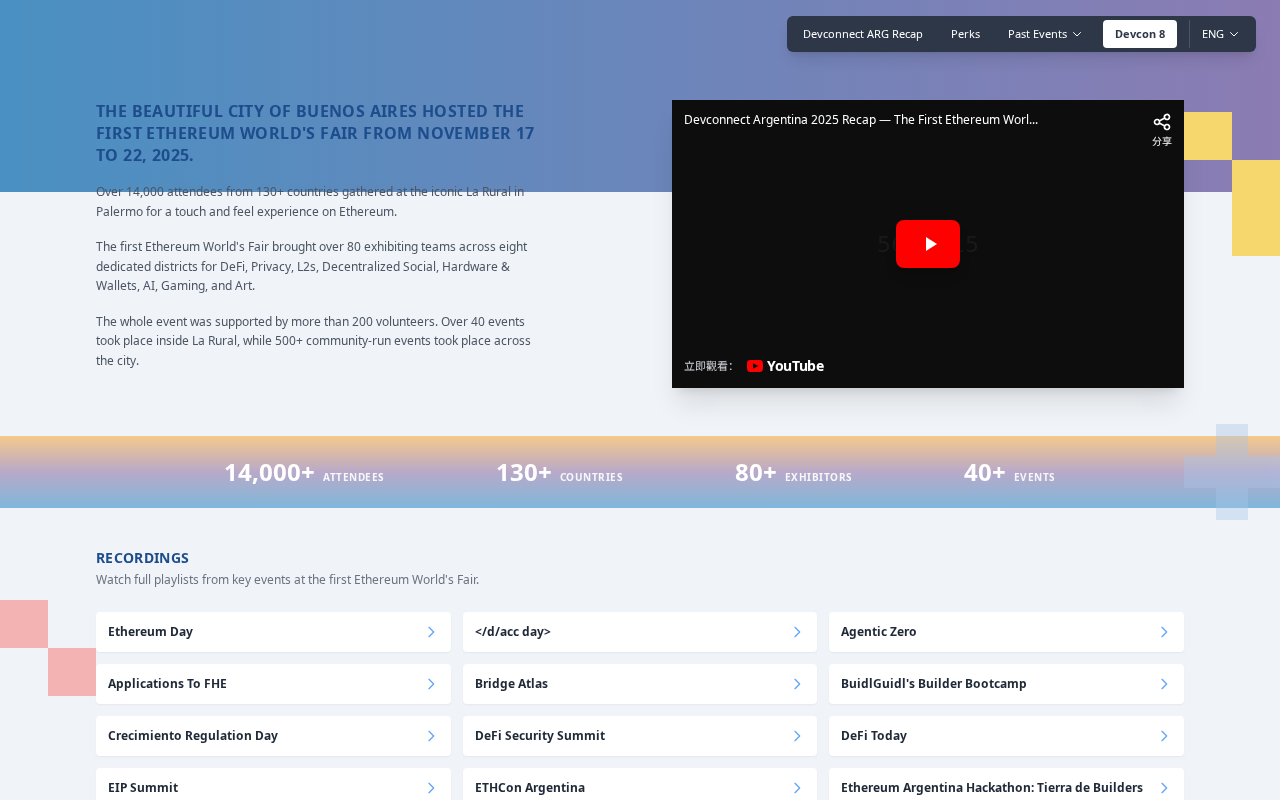 Devconnect ARG Recap
Perks
Past Events
Devcon 8
ENG
THE BEAUTIFUL CITY OF BUENOS AIRES HOSTED THE
FIRST ETHEREUM WORLD'S FAIR FROM NOVEMBER 17
TO 22, 2025.
Over 14,000 attendees from 130+ countries gathered at the iconic La Rural in
Palermo for a touch and feel experience on Ethereum.
The first Ethereum World's Fair brought over 80 exhibiting teams across eight
dedicated districts for DeFi, Privacy, L2s, Decentralized Social, Hardware &
Wallets, AI, Gaming, and Art.
The whole event was supported by more than 200 volunteers. Over 40 events
took place inside La Rural, while 500+ community-run events took place across
the city.
Devconnect Argentina 2025 Recap — The First Ethereum Worl...
分享
立即觀看：
YouTube
14,000+ ATTENDEES
130+ COUNTRIES
80+ EXHIBITORS
40+ EVENTS
RECORDINGS
Watch full playlists from key events at the first Ethereum World's Fair.
Ethereum Day
</d/acc day>
Agentic Zero
Applications To FHE
Bridge Atlas
BuidlGuidl's Builder Bootcamp
Crecimiento Regulation Day
DeFi Security Summit
DeFi Today
EIP Summit
ETHCon Argentina
Ethereum Argentina Hackathon: Tierra de Builders